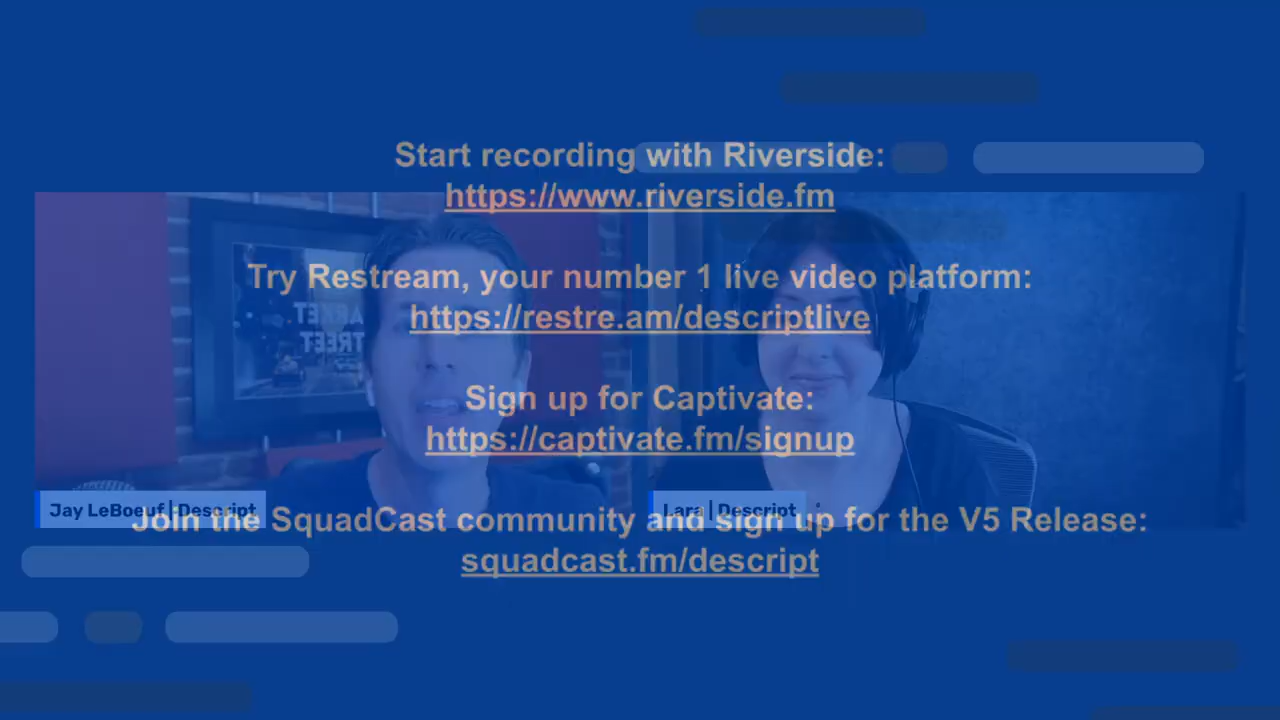 Start recording with Riverside:
https://www.riverside.fm
Try Restream, your number 1 live video platform:
https://restre.am/descriptlive
Sign up for Captivate:
https://captivate.fm/signup
Jay LeBoeuf | Descript
Lara | Descript
Join the SquadCast community and sign up for the V5 Release:
squadcast.fm/descript